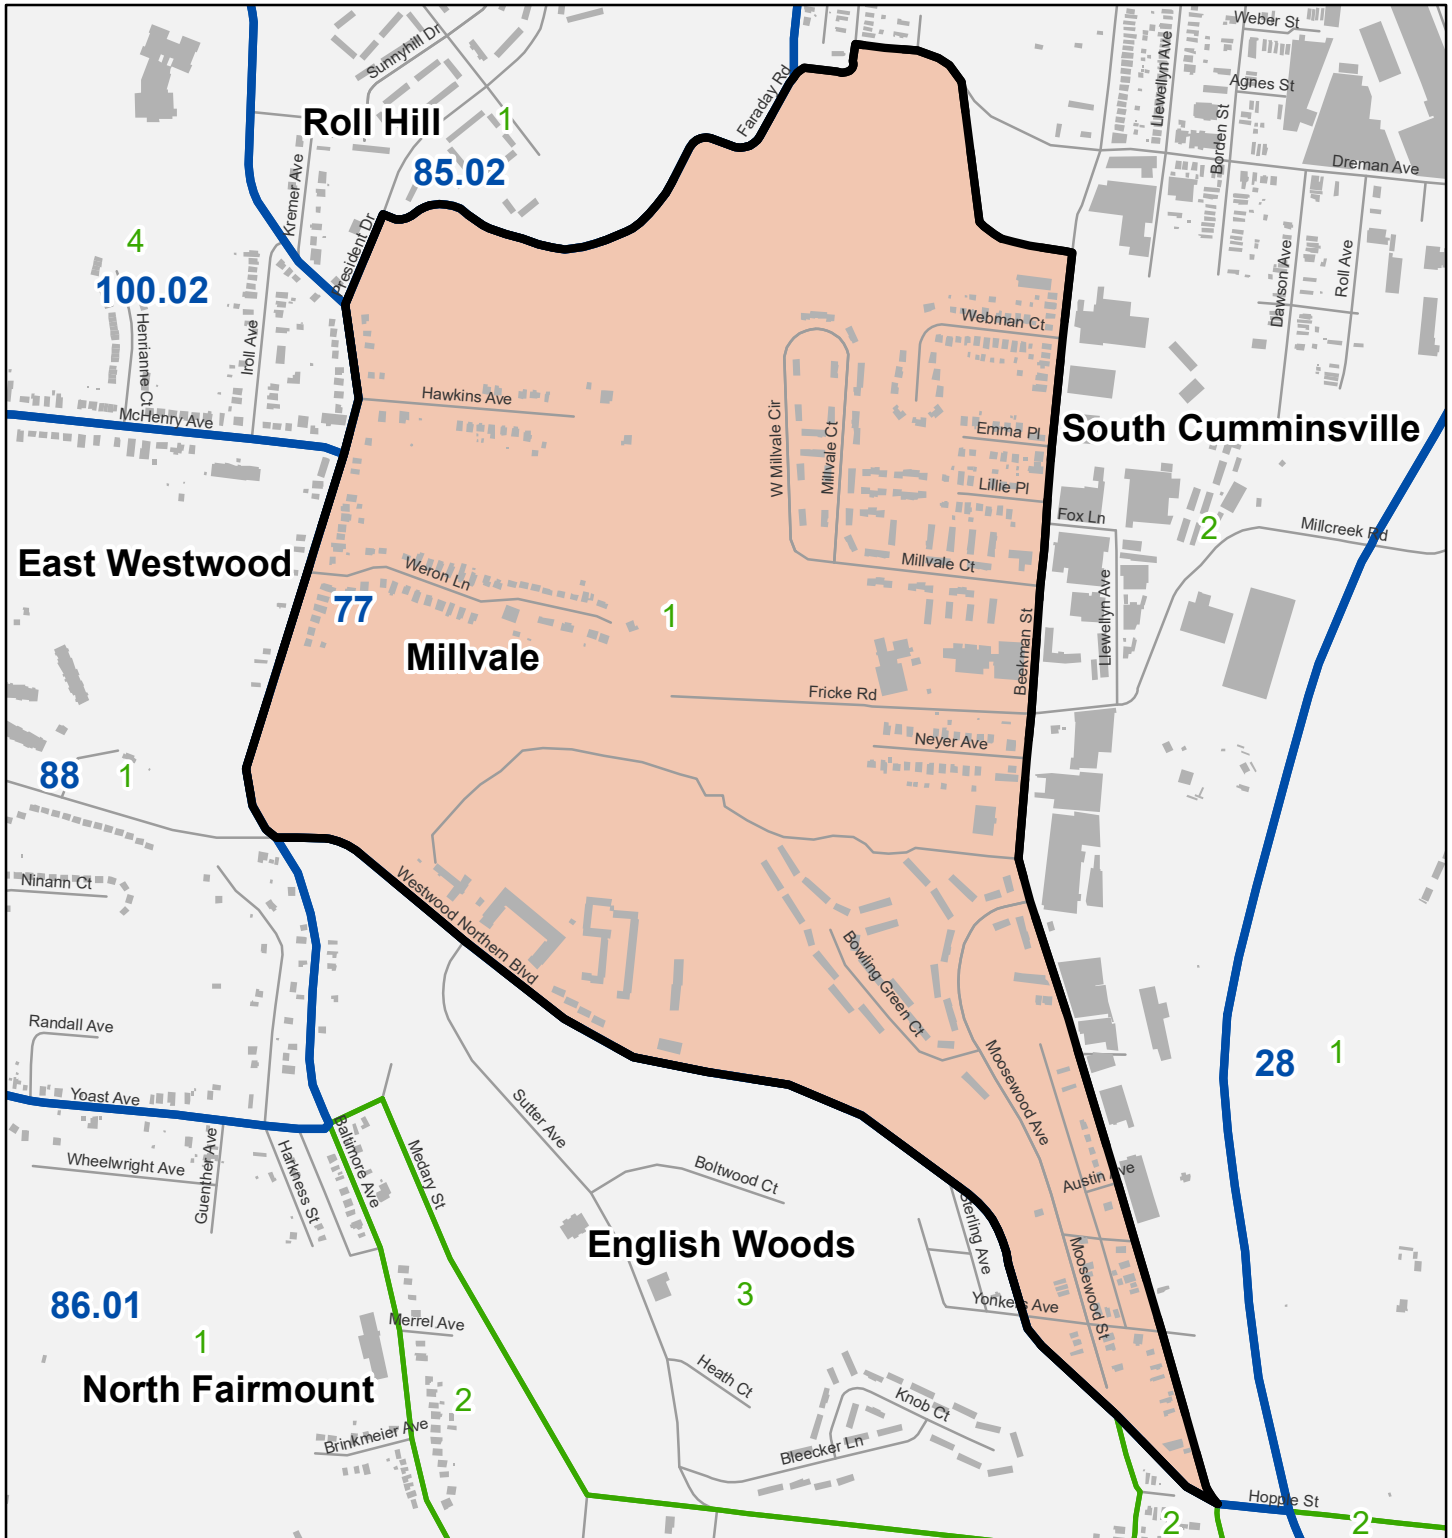 Weber St
Sunnyhill Dr
Llewellyn Ave
Agnes St
Faraday Rd
Roll Hill
1
Borden St
Dreman Ave
85.02
Kremer Ave
4
President Dr
100.02
Dawson Ave
Roll Ave
Henrianne Ct
Iroll Ave
Webman Ct
Hawkins Ave
McHenry Ave
W Millvale Cir
Millvale Ct
Emma Pl
South Cumminsville
Lillie Pl
Fox Ln
2
Millcreek Rd
East Westwood
Weron Ln
Millvale Ct
77
1
Llewellyn Ave
Beekman St
Millvale
Fricke Rd
Neyer Ave
88
1
Ninann Ct
Westwood Northern Blvd
Bowling Green Ct
Randall Ave
Moosewood Ave
28
1
Yoast Ave
Sutter Ave
Baltimore Ave
Medary St
Wheelwright Ave
Guenther Ave
Harkness St
Boltwood Ct
Austin Ave
Sterling Ave
English Woods
3
Moosewood St
86.01
Yonkers Ave
1
Merrel Ave
North Fairmount
Heath Ct
2
Knob Ct
Brinkmeier Ave
Bleecker Ln
Hopple St
2
2